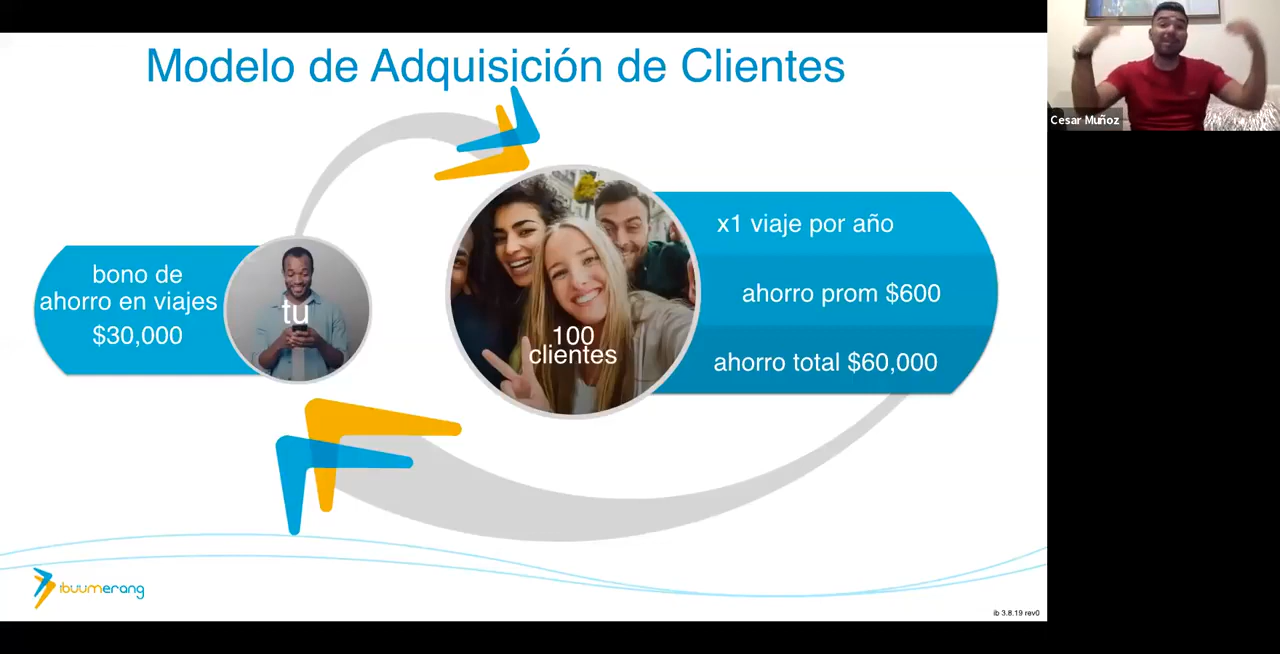 Modelo de Adquisición de Clientes
Cesar Muñoz
bono de
ahorro en viajes
$30,000
tu
100
clientes
x1 viaje por año
ahorro prom $600
ahorro total $60,000
ibuumerang
ib 3.8.19 rev0